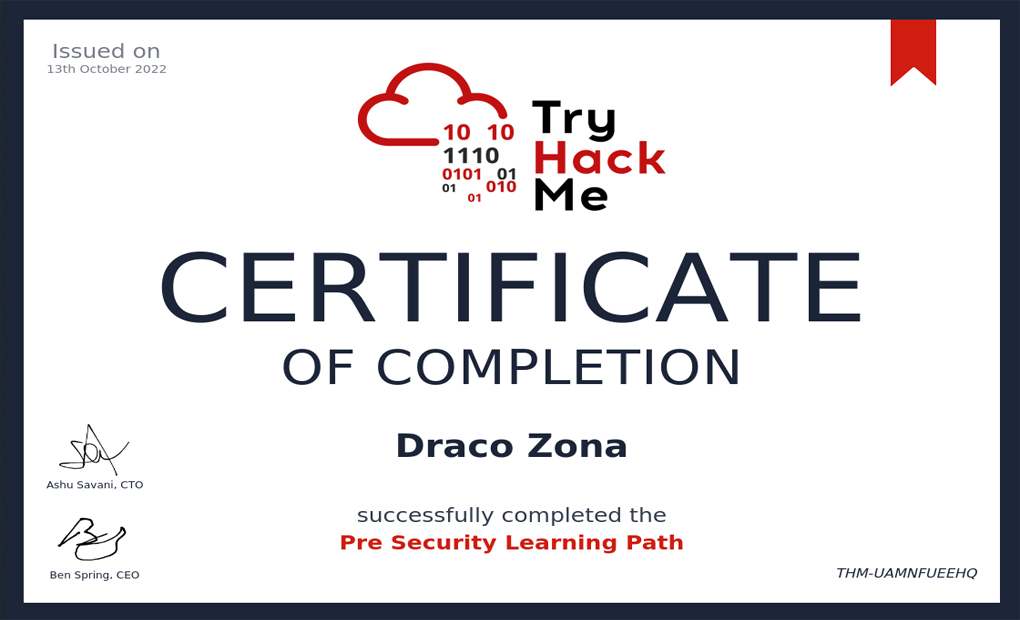 Issued on
13th October 2022
10 10
1110
0101 01
01 010
01
Try
Hack
Me
CERTIFICATE
OF COMPLETION
Draco Zona
Ashu Savani, CTO
successfully completed the
Pre Security Learning Path
Ben Spring, CEO
THM-UAMNFUEEHQ